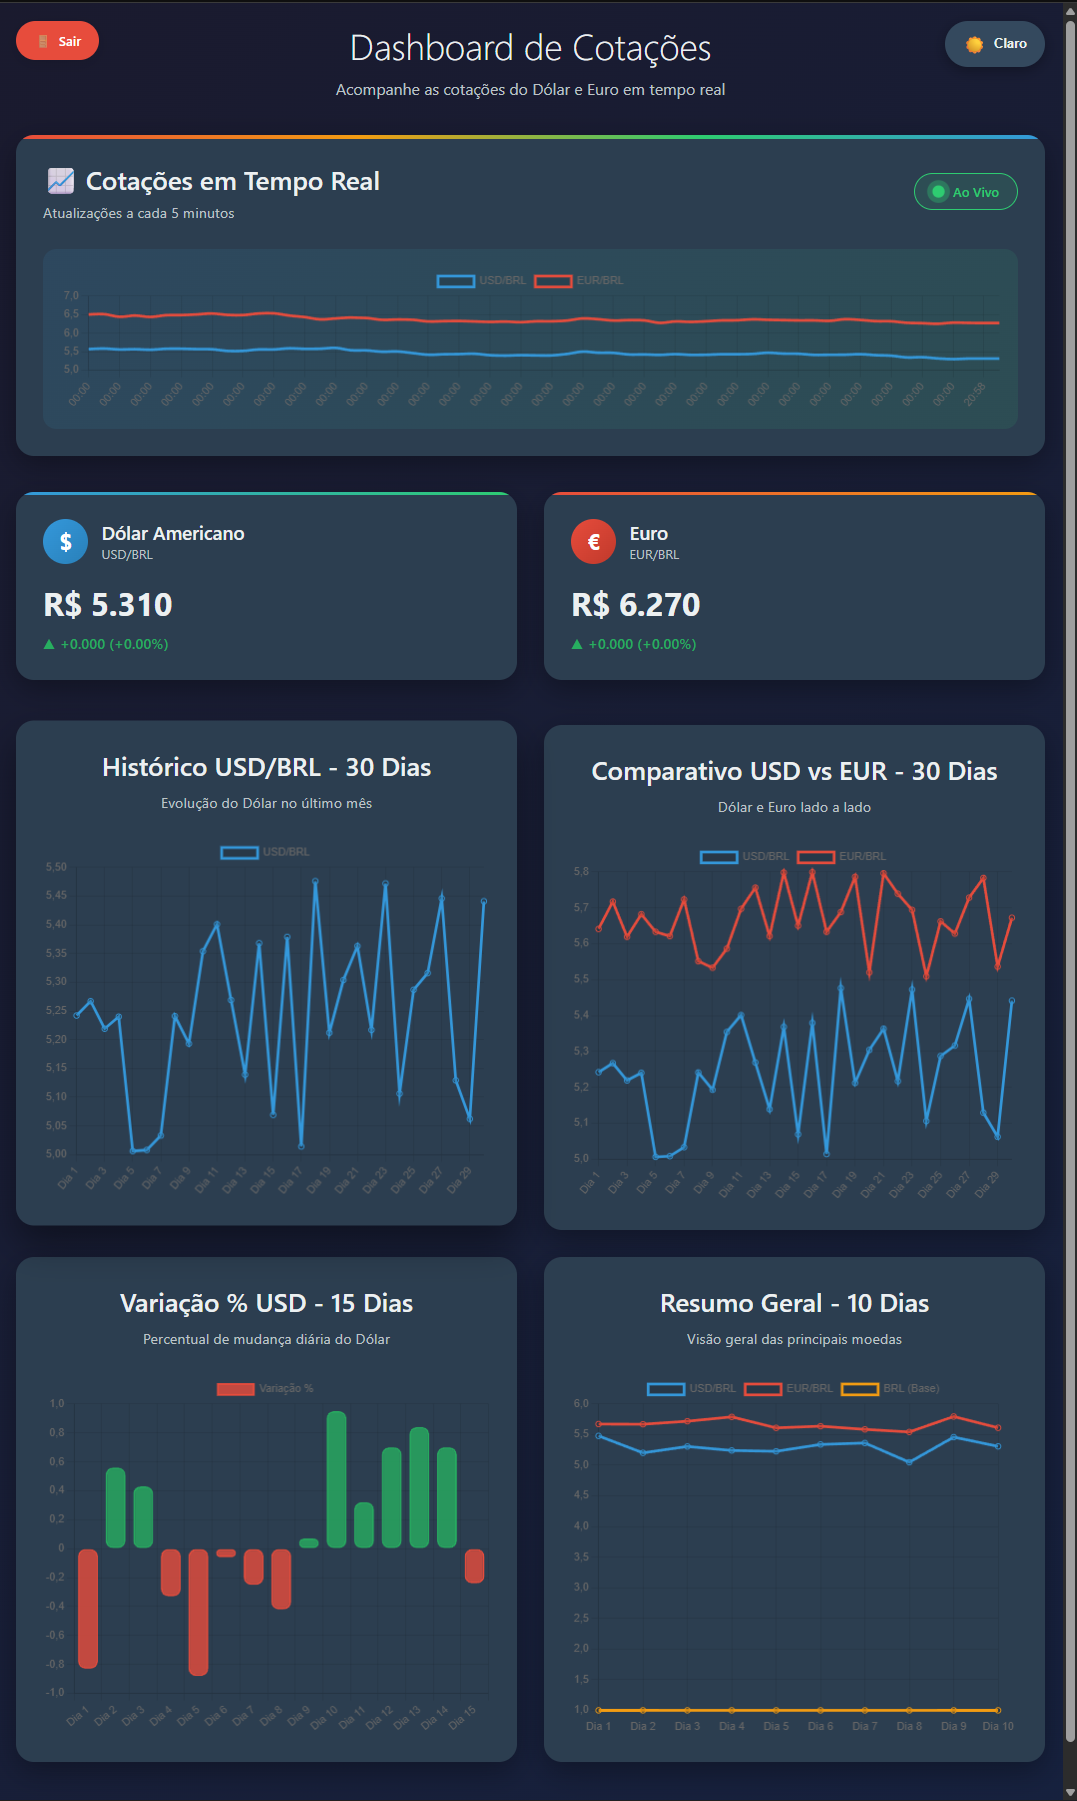 Sair
Dashboard de Cotações
Claro
Acompanhe as cotações do Dólar e Euro em tempo real
Cotações em Tempo Real
Atualizações a cada 5 minutos
Ao Vivo
USD/BRL EUR/BRL
7,0
6,5
6,0
5,5
5,0
00:00 00:00 00:00 00:00 00:00 00:00 00:00 00:00 00:00 00:00 00:00 00:00 00:00 00:00 00:00 00:00 00:00 00:00 00:00 00:00 00:00 00:00 00:00 00:00 00:00 00:00 00:00 00:00 00:00 20:58
$
Dólar Americano
USD/BRL
R$ 5.310
▲ +0.000 (+0.00%)
€
Euro
EUR/BRL
R$ 6.270
▲ +0.000 (+0.00%)
Histórico USD/BRL - 30 Dias
Evolução do Dólar no último mês
USD/BRL
5,50
5,45
5,40
5,35
5,30
5,25
5,20
5,15
5,10
5,05
5,00
Dia 1 Dia 3 Dia 5 Dia 7 Dia 9 Dia 11 Dia 13 Dia 15 Dia 17 Dia 19 Dia 21 Dia 23 Dia 25 Dia 27 Dia 29
Comparativo USD vs EUR - 30 Dias
Dólar e Euro lado a lado
USD/BRL EUR/BRL
5,8
5,7
5,6
5,5
5,4
5,3
5,2
5,1
5,0
Dia 1 Dia 3 Dia 5 Dia 7 Dia 9 Dia 11 Dia 13 Dia 15 Dia 17 Dia 19 Dia 21 Dia 23 Dia 25 Dia 27 Dia 29
Variação % USD - 15 Dias
Percentual de mudança diária do Dólar
Variação %
1,0
0,8
0,6
0,4
0,2
0
-0,2
-0,4
-0,6
-0,8
-1,0
Dia 1 Dia 2 Dia 3 Dia 4 Dia 5 Dia 6 Dia 7 Dia 8 Dia 9 Dia 10 Dia 11 Dia 12 Dia 13 Dia 14 Dia 15
Resumo Geral - 10 Dias
Visão geral das principais moedas
USD/BRL EUR/BRL BRL (Base)
6,0
5,5
5,0
4,5
4,0
3,5
3,0
2,5
2,0
1,5
1,0
Dia 1 Dia 2 Dia 3 Dia 4 Dia 5 Dia 6 Dia 7 Dia 8 Dia 9 Dia 10